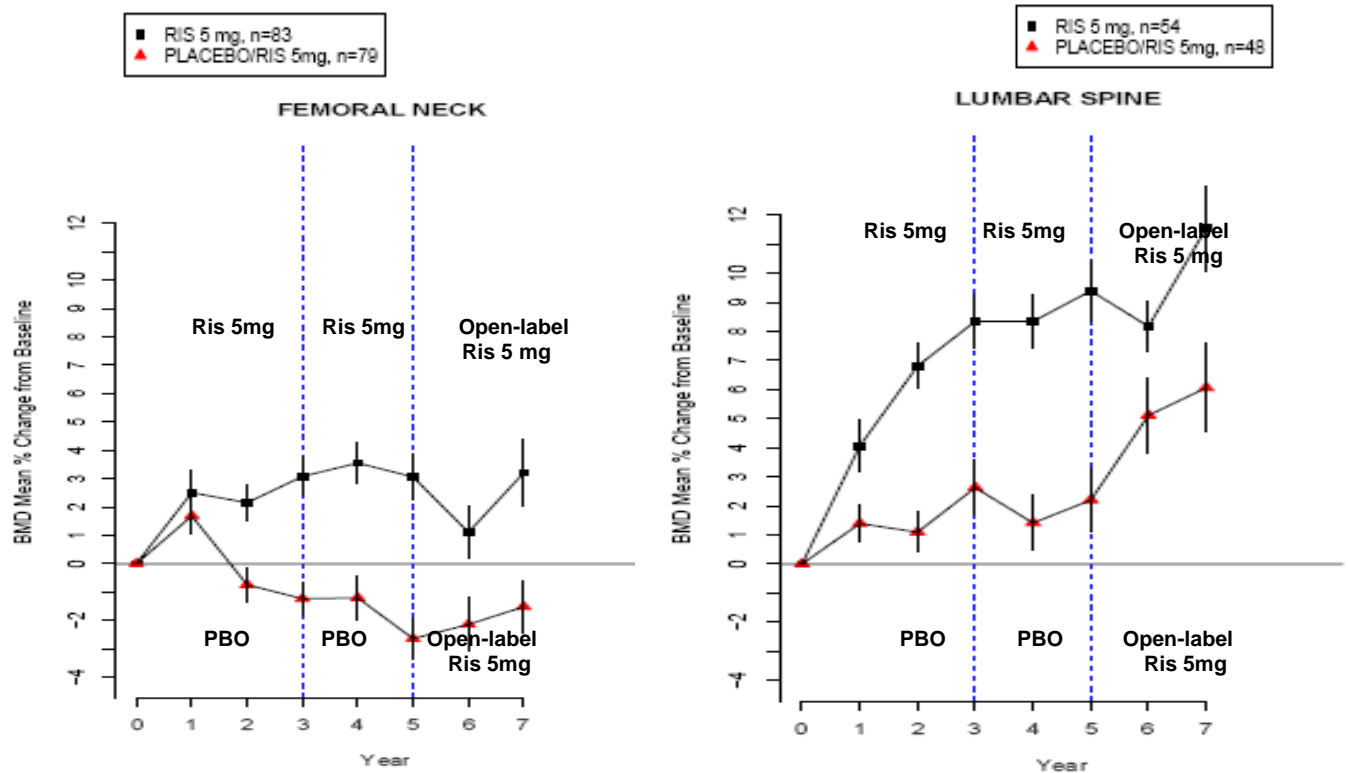 RIS 5 mg, n=83
PLACEBO/RIS 5mg, n=79
FEMORAL NECK
BMD Mean % Change from Baseline
12
10
9
8
7
6
5
4
3
2
1
0
-2
-4
Ris 5mg
Ris 5mg
Open-label
Ris 5 mg
PBO
PBO
Open-label
Ris 5mg
0 1 2 3 4 5 6 7
Year
RIS 5 mg, n=54
PLACEBO/RIS 5mg, n=48
LUMBAR SPINE
BMD Mean % Change from Baseline
12
10
9
8
7
6
5
4
3
2
1
0
-2
-4
Ris 5mg
Ris 5mg
Open-label
Ris 5 mg
PBO
PBO
Open-label
Ris 5mg
0 1 2 3 4 5 6 7
Year